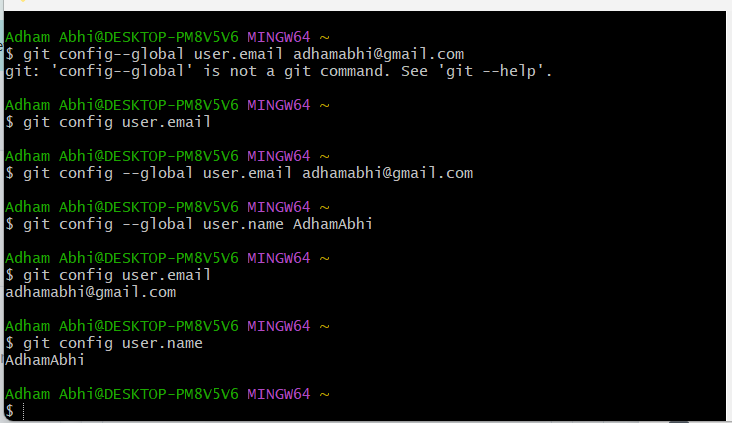 Adham Abhi@DESKTOP-PM8V5V6 MINGW64 ~
$ git config--global user.email adhamabhi@gmail.com
git: 'config--global' is not a git command. See 'git --help'.
Adham Abhi@DESKTOP-PM8V5V6 MINGW64 ~
$ git config user.email
Adham Abhi@DESKTOP-PM8V5V6 MINGW64 ~
$ git config --global user.email adhamabhi@gmail.com
Adham Abhi@DESKTOP-PM8V5V6 MINGW64 ~
$ git config --global user.name AdhamAbhi
Adham Abhi@DESKTOP-PM8V5V6 MINGW64 ~
$ git config user.email
adhamabhi@gmail.com
Adham Abhi@DESKTOP-PM8V5V6 MINGW64 ~
$ git config user.name
AdhamAbhi
Adham Abhi@DESKTOP-PM8V5V6 MINGW64 ~
$